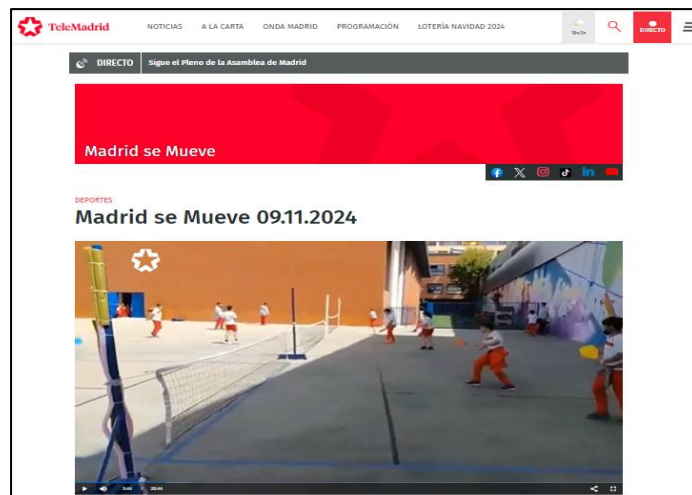 TeleMadrid
NOTICIAS A LA CARTA ONDA MADRID PROGRAMACIÓN LOTERÍA NAVIDAD 2024
DIRECTO
DIRECTO Sigue el Pleno de la Asamblea de Madrid
Madrid se Mueve
DEPORTES
Madrid se Mueve 09.11.2024